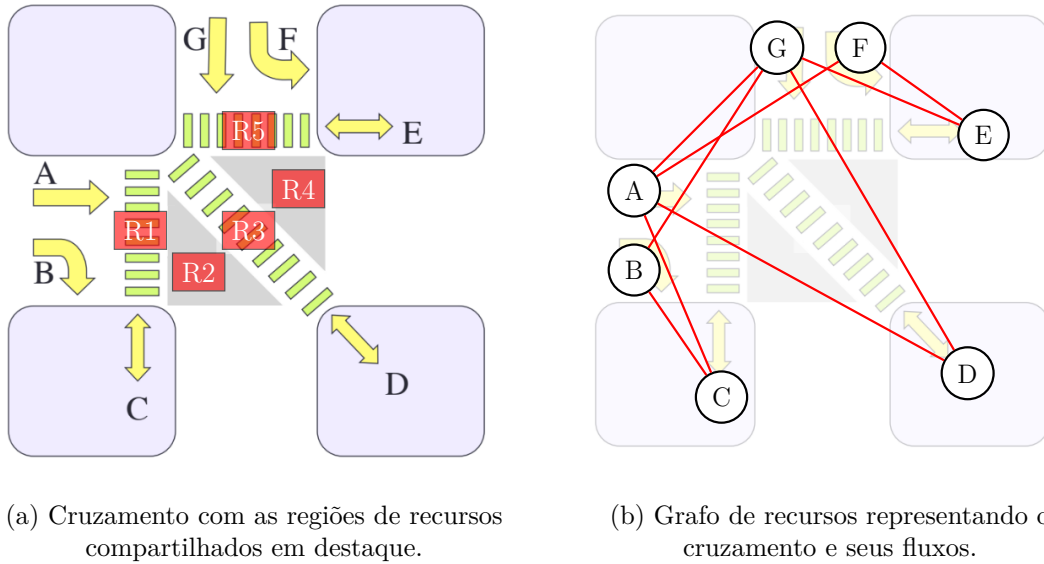 G F
R5
E
A
R4
R1 R3
B
R2
C
D
G F
E
A
B
D
C
(a) Cruzamento com as regiões de recursos
compartilhados em destaque.
(b) Grafo de recursos representando o
cruzamento e seus fluxos.